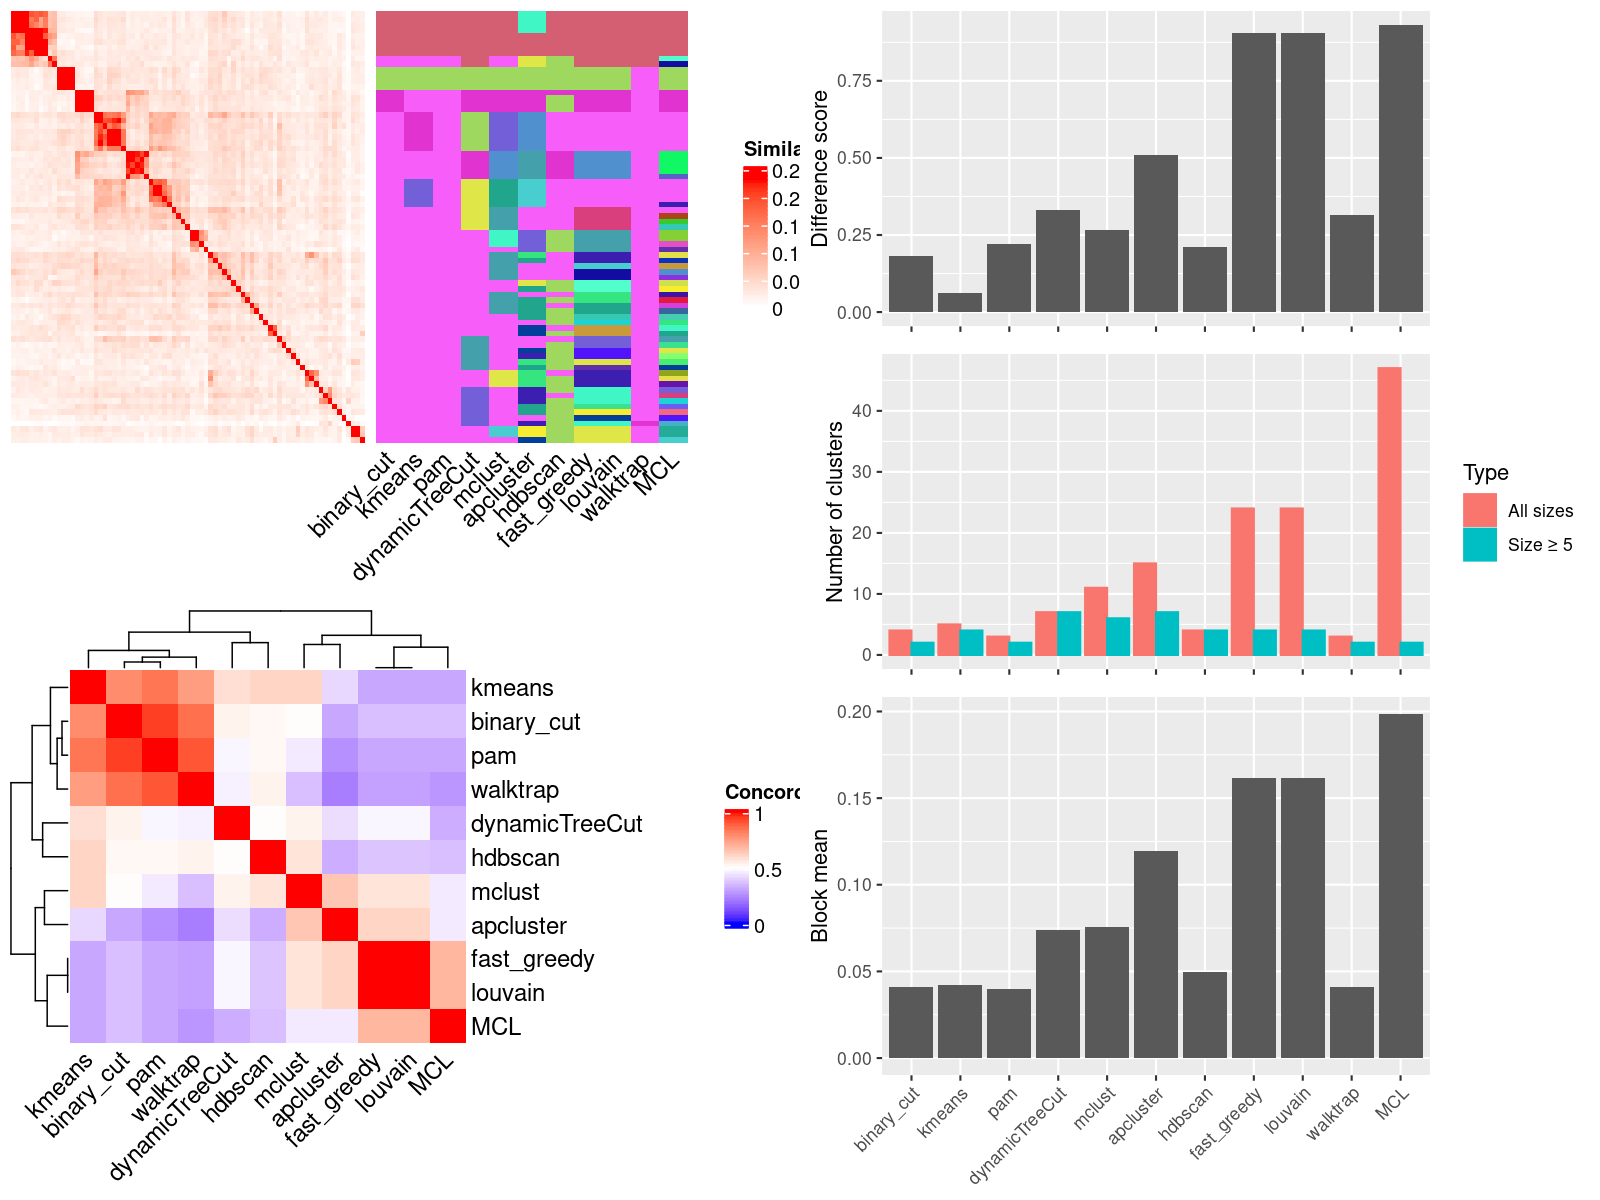 Simila
0.2
0.2
0.1
0.1
0.0
0
binary_cut
kmeans
pam
dynamicTreeCut
mclust
apcluster
hdbscan
fast_greedy
louvain
walktrap
MCL
Difference score
0.75
0.50
0.25
0.00
Number of clusters
40
30
20
10
0
Type
All sizes
Size ≥ 5
kmeans
binary_cut
pam
walktrap
dynamicTreeCut
hdbscan
mclust
apcluster
fast_greedy
louvain
MCL
kmeans
binary_cut
pam
walktrap
dynamicTreeCut
hdbscan
mclust
apcluster
fast_greedy
louvain
MCL
Concord
1
0.5
0
Block mean
0.20
0.15
0.10
0.05
0.00
binary_cut
kmeans
pam
dynamicTreeCut
mclust
apcluster
hdbscan
fast_greedy
louvain
walktrap
MCL